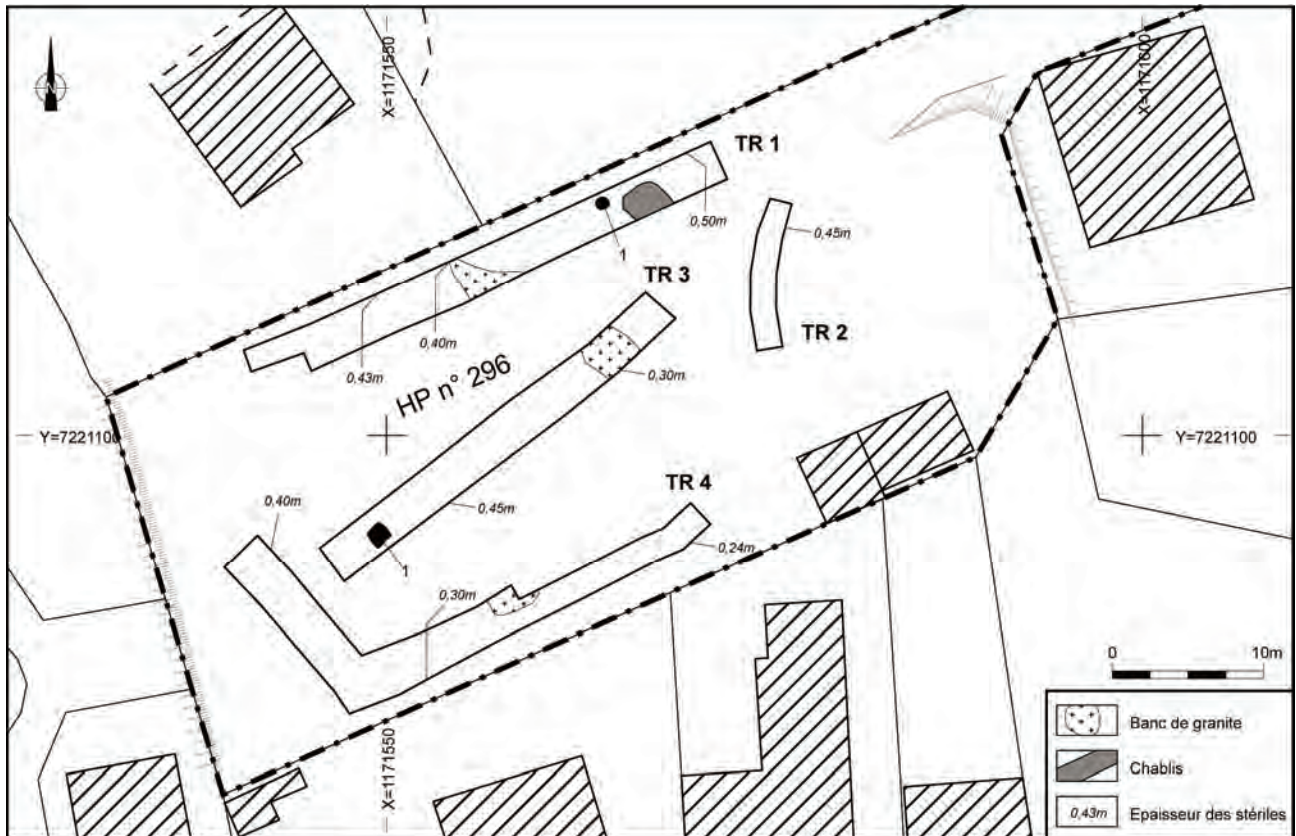 N
X=1171550
X=1171600
TR 1
0,50m
1
0,45m
TR 3
TR 2
0,40m
0,43m
0,30m
HP n° 296
Y=7221100
Y=7221100
TR 4
0,40m
0,45m
0,24m
1
0,30m
X=1171550
0 10m
Banc de granite
Chablis
0,43m Epaisseur des stériles